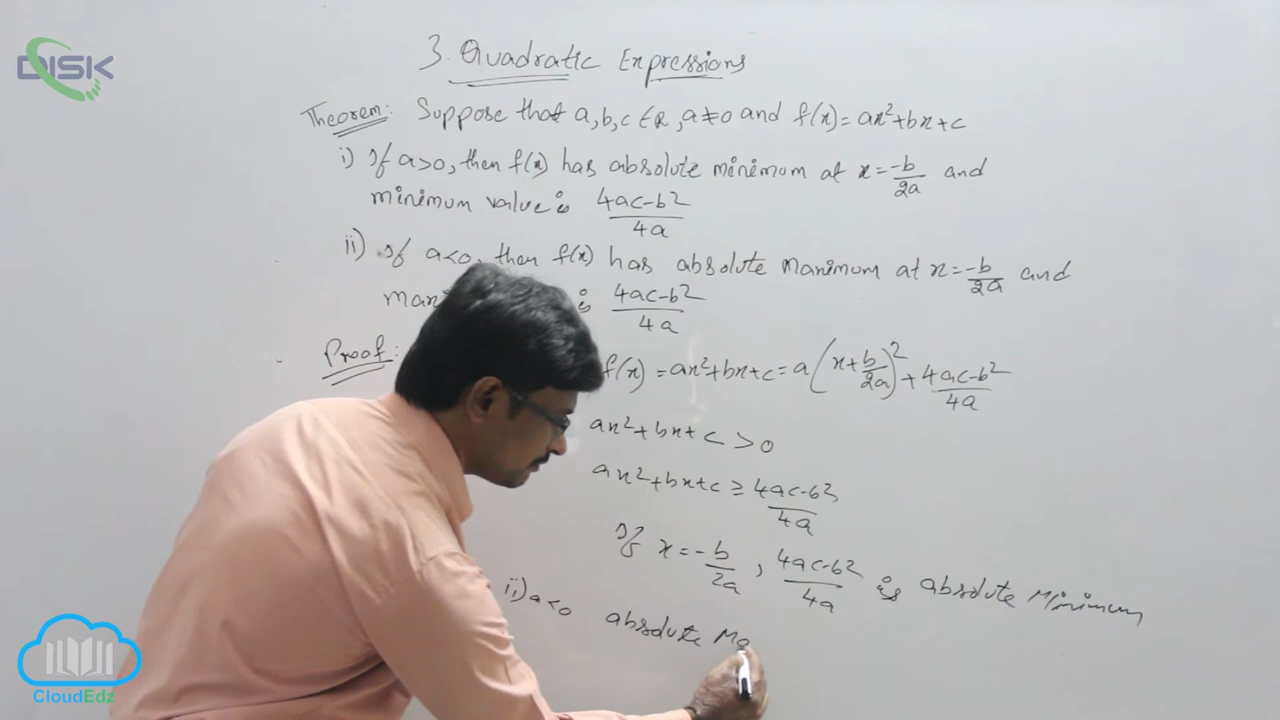 DISK
3. Quadratic Expressions
Theorem: Suppose that a, b, c ∈ R, a ≠ 0 and f(x) = ax²+bx+c
i) If a>0, then f(x) has absolute minimum at x = -b/2a and
minimum value is 4ac-b²/4a
ii) If a<0, then f(x) has absolute Maximum at x = -b/2a and
is 4ac-b²/4a
Proof: f(x) = ax²+bx+c = a(x+b/2a)² + 4ac-b²/4a
ax²+bx+c > 0
ax²+bx+c ≥ 4ac-b²/4a
If x = -b/2a, 4ac-b²/4a is absolute Minimum
ii) a<0 absolute Ma
CloudEdz